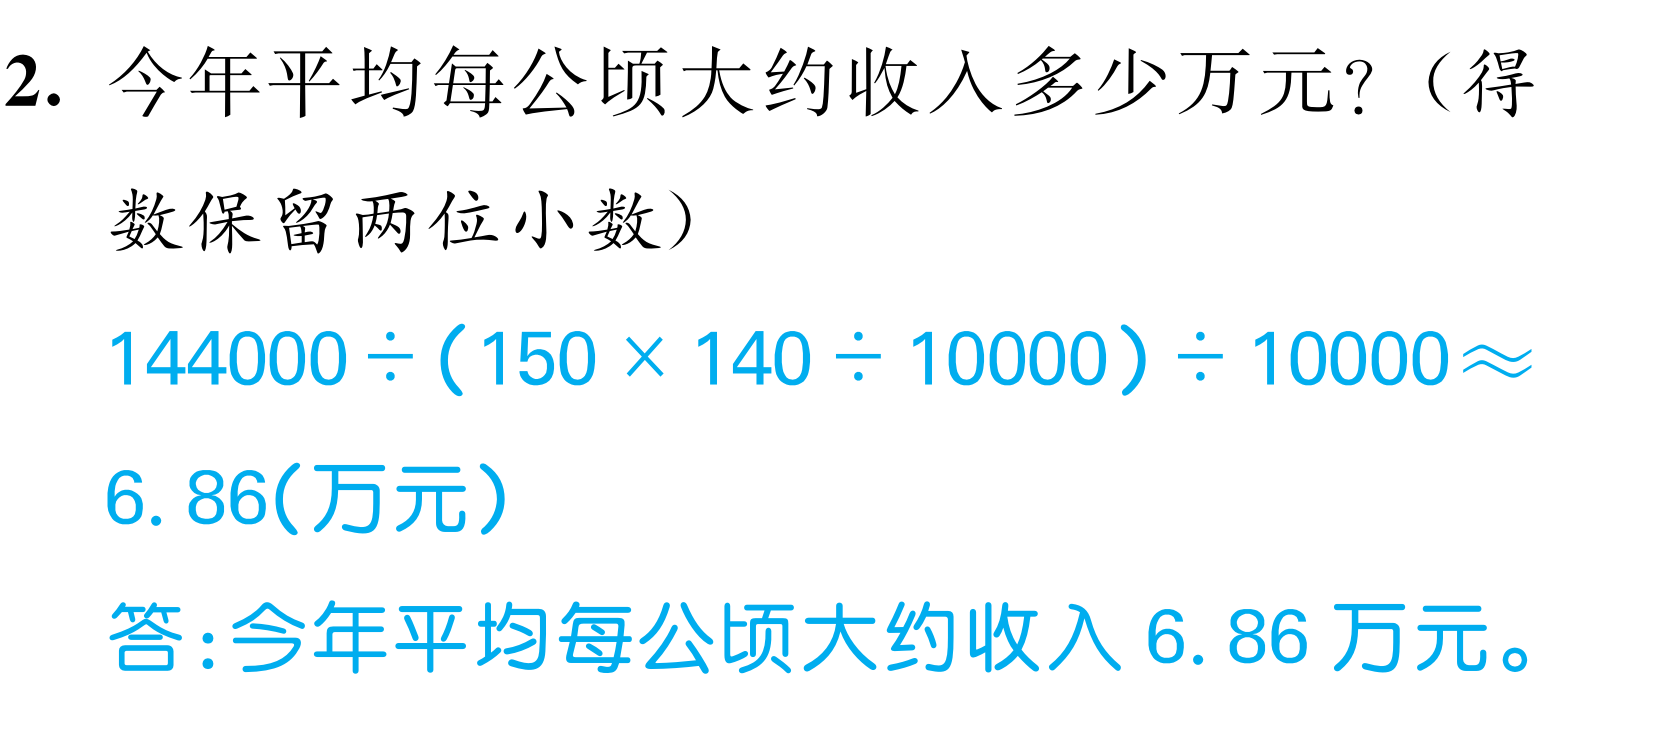 2. 今年平均每公顷大约收入多少万元?（得
数保留两位小数）
144000÷(150×140÷10000)÷10000≈
6.86(万元)
答:今年平均每公顷大约收入6.86万元。